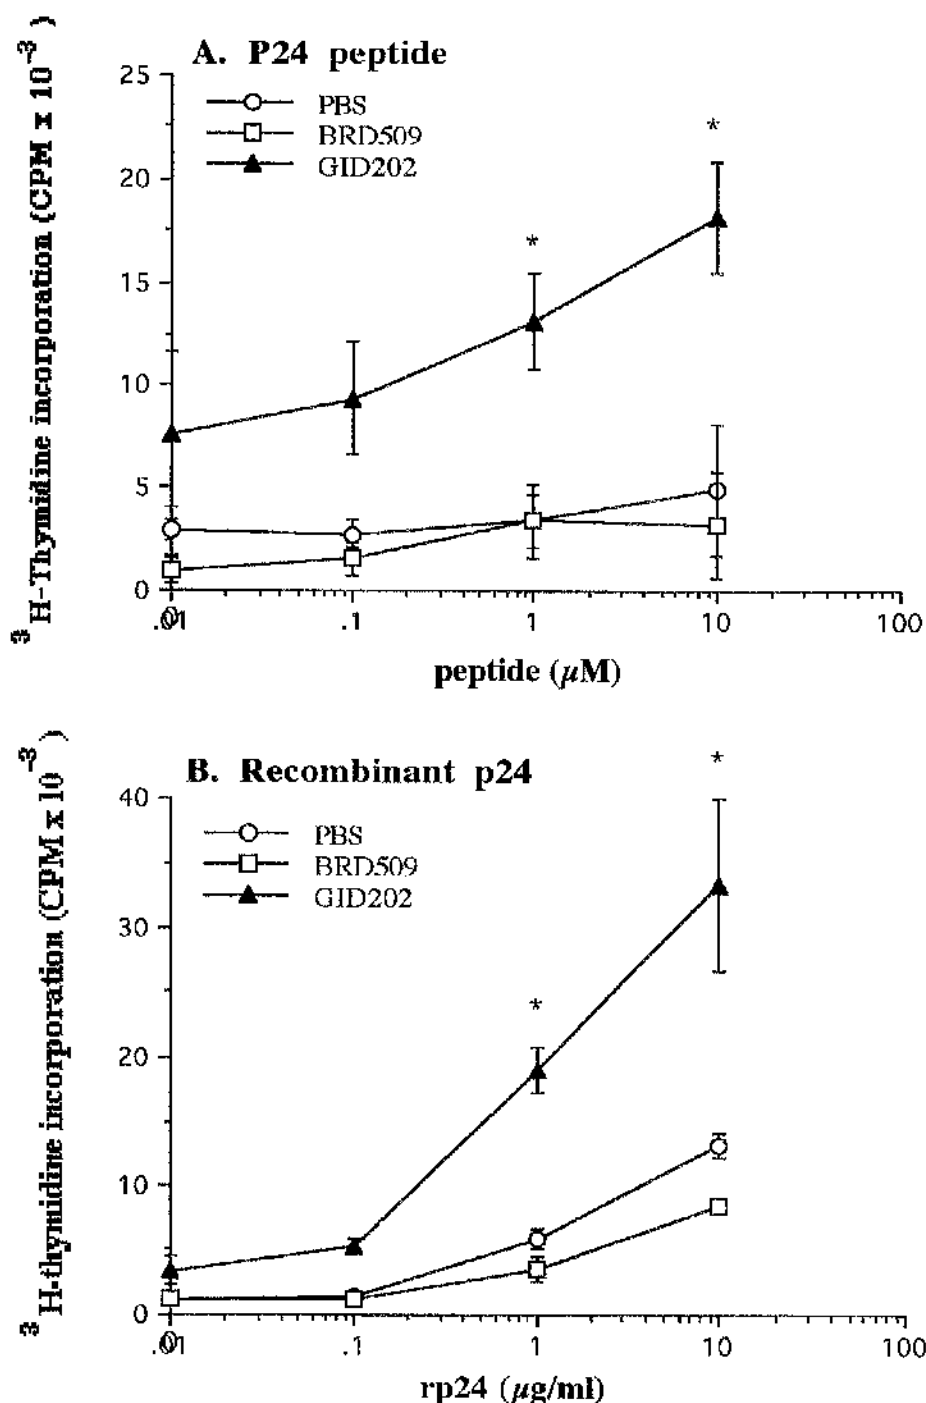 A. P24 peptide
³H-Thymidine incorporation (CPM x 10⁻³)
25
20
15
10
5
0
PBS
BRD509
GID202
*
*
0
.01
.1
1
10
100
peptide (µM)
B. Recombinant p24
³H-thymidine incorporation (CPM x 10⁻³)
40
30
20
10
0
PBS
BRD509
GID202
*
*
0
.01
.1
1
10
100
rp24 (µg/ml)